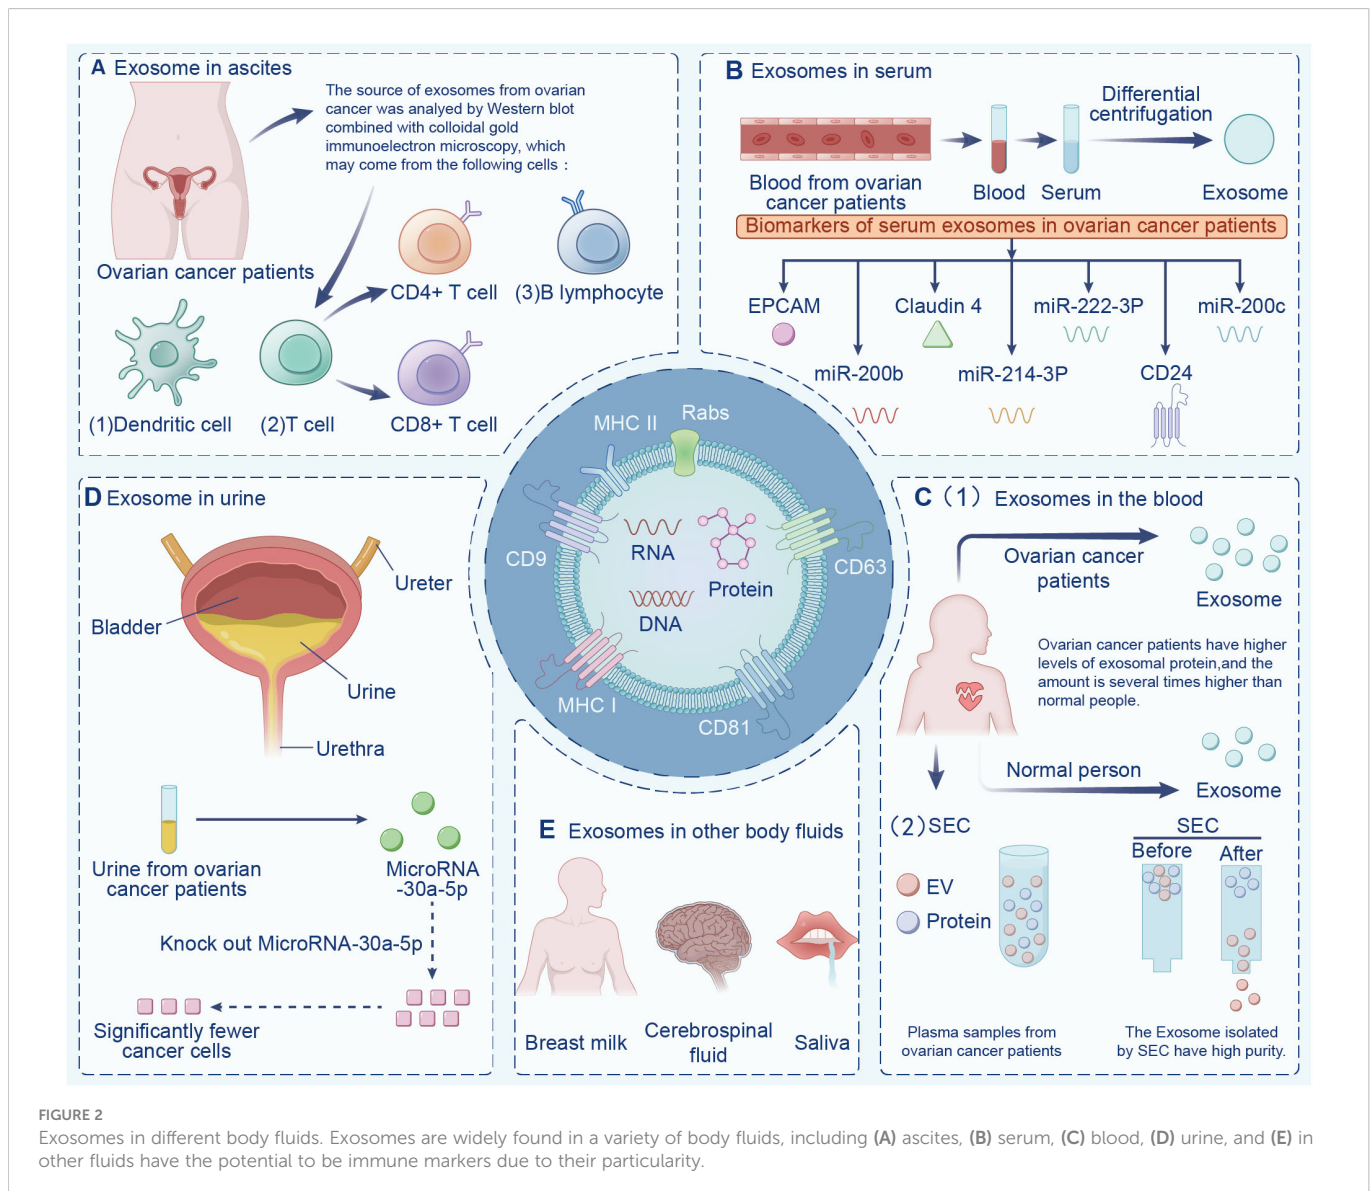 A Exosome in ascites
The source of exosomes from ovarian
cancer was analyed by Western blot
combined with colloidal gold
immunoelectron microscopy, which
may come from the following cells :
Ovarian cancer patients
CD4+ T cell
(3)B lymphocyte
(1)Dendritic cell
(2)T cell
CD8+ T cell
B Exosomes in serum
Differential
centrifugation
Blood from ovarian
cancer patients
Blood
Serum
Exosome
Biomarkers of serum exosomes in ovarian cancer patients
EPCAM
Claudin 4
miR-222-3P
miR-200c
miR-200b
miR-214-3P
CD24
MHC II
Rabs
CD9
RNA
Protein
CD63
DNA
MHC I
CD81
C (1) Exosomes in the blood
Ovarian cancer
patients
Exosome
Ovarian cancer patients have higher
levels of exosomal protein,and the
amount is several times higher than
normal people.
Normal person
Exosome
(2)SEC
EV
Protein
SEC
Before
After
Plasma samples from
ovarian cancer patients
The Exosome isolated
by SEC have high purity.
D Exosome in urine
Ureter
Bladder
Urine
Urethra
Urine from ovarian
cancer patients
MicroRNA
-30a-5p
Knock out MicroRNA-30a-5p
Significantly fewer
cancer cells
E Exosomes in other body fluids
Breast milk
Cerebrospinal
fluid
Saliva
FIGURE 2
Exosomes in different body fluids. Exosomes are widely found in a variety of body fluids, including (A) ascites, (B) serum, (C) blood, (D) urine, and (E) in
other fluids have the potential to be immune markers due to their particularity.